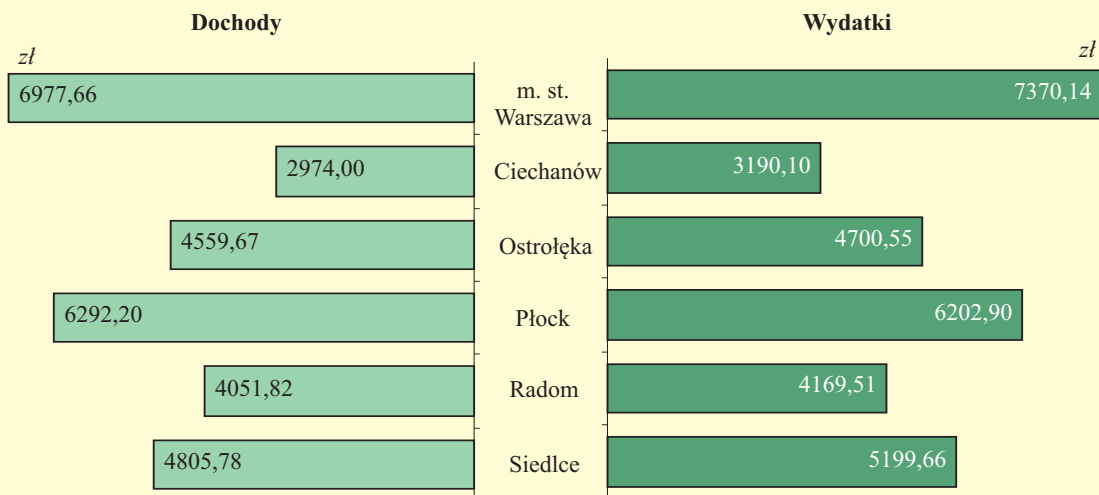 Dochody
Wydatki
zł
zł
6977,66
m. st.
Warszawa
7370,14
2974,00
Ciechanów
3190,10
4559,67
Ostrołęka
4700,55
6292,20
Płock
6202,90
4051,82
Radom
4169,51
4805,78
Siedlce
5199,66